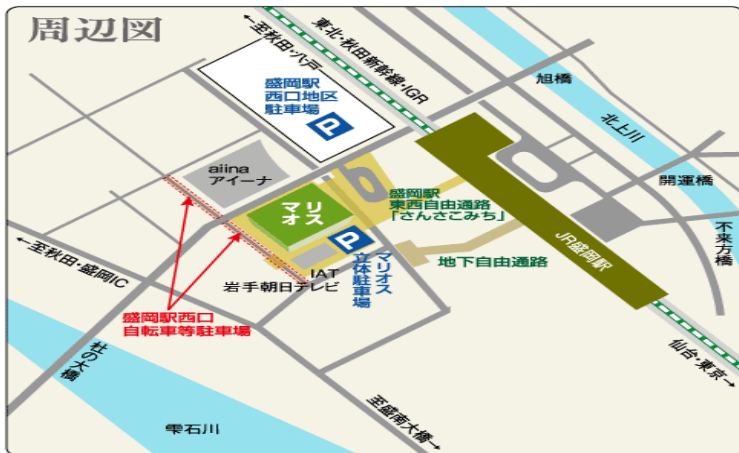 周辺図
←至秋田・八戸
東北・秋田新幹線・IGR
旭橋
北上川
開運橋
不来方橋
盛岡駅
西口地区
駐車場
P
aiina
アイーナ
マリ
オス
盛岡駅
東西自由通路
「さんさこみち」
JR盛岡駅
P
地下自由通路
マリオス
立体駐車場
IAT
岩手朝日テレビ
←至秋田・盛岡IC
盛岡駅西口
自転車等駐車場
杜の大橋
雫石川
至盛南大橋→
仙台・東京→